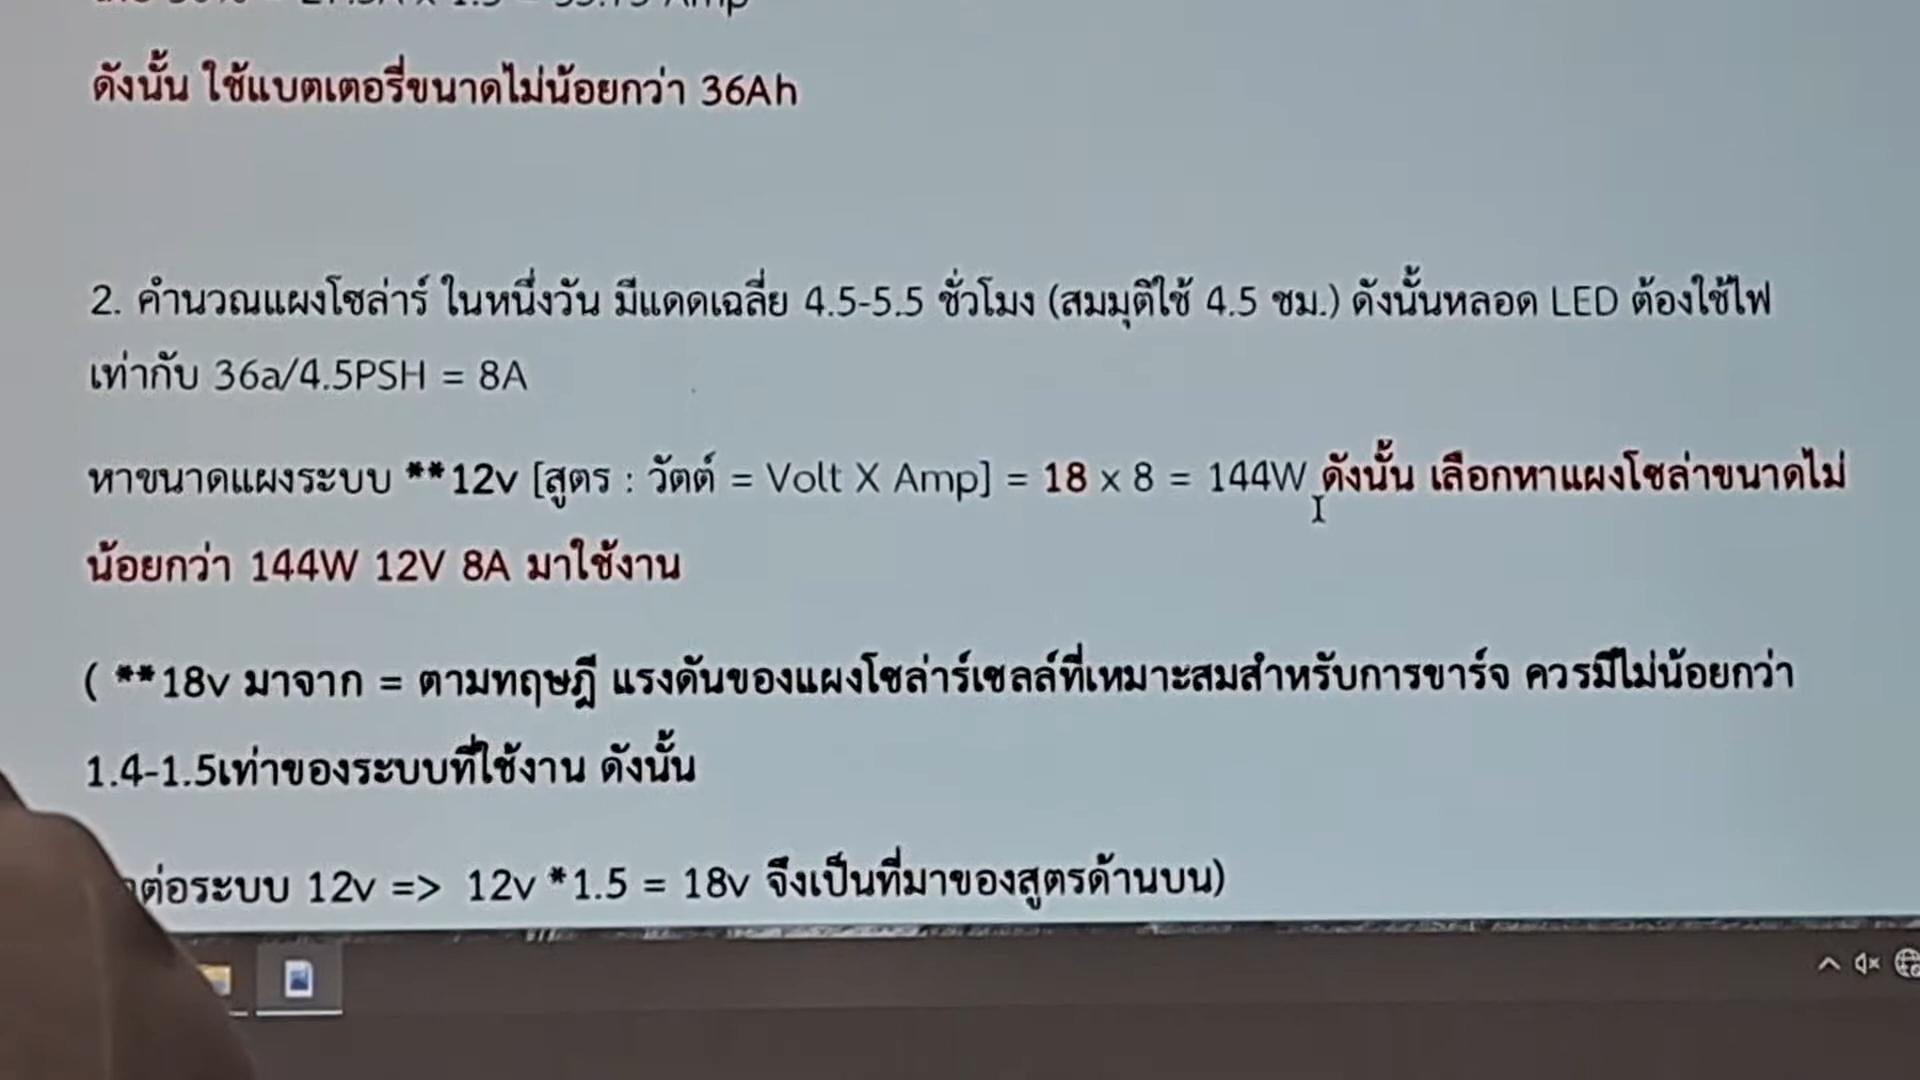 ดังนั้น ใช้แบตเตอรี่ขนาดไม่น้อยกว่า 36Ah
2. คำนวณแผงโซล่าร์ ในหนึ่งวัน มีแดดเฉลี่ย 4.5-5.5 ชั่วโมง (สมมุติใช้ 4.5 ชม.) ดังนั้นหลอด LED ต้องใช้ไฟ
เท่ากับ 36a/4.5PSH = 8A
หาขนาดแผงระบบ **12v [สูตร : วัตต์ = Volt X Amp] = 18 x 8 = 144W ดังนั้น เลือกหาแผงโซล่าขนาดไม่
น้อยกว่า 144W 12V 8A มาใช้งาน
( **18v มาจาก = ตามทฤษฎี แรงดันของแผงโซล่าร์เซลล์ที่เหมาะสมสำหรับการชาร์จ ควรมีไม่น้อยกว่า
1.4-1.5เท่าของระบบที่ใช้งาน ดังนั้น
ต่อระบบ 12v => 12v *1.5 = 18v จึงเป็นที่มาของสูตรด้านบน)